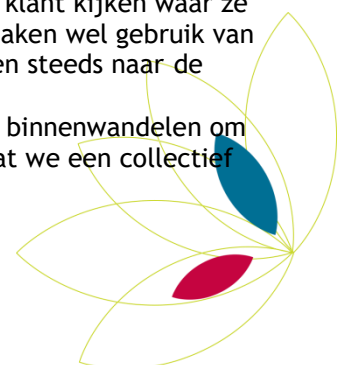 klant kijken waar ze
aken wel gebruik van
en steeds naar de
binnenwandelen om
at we een collectief